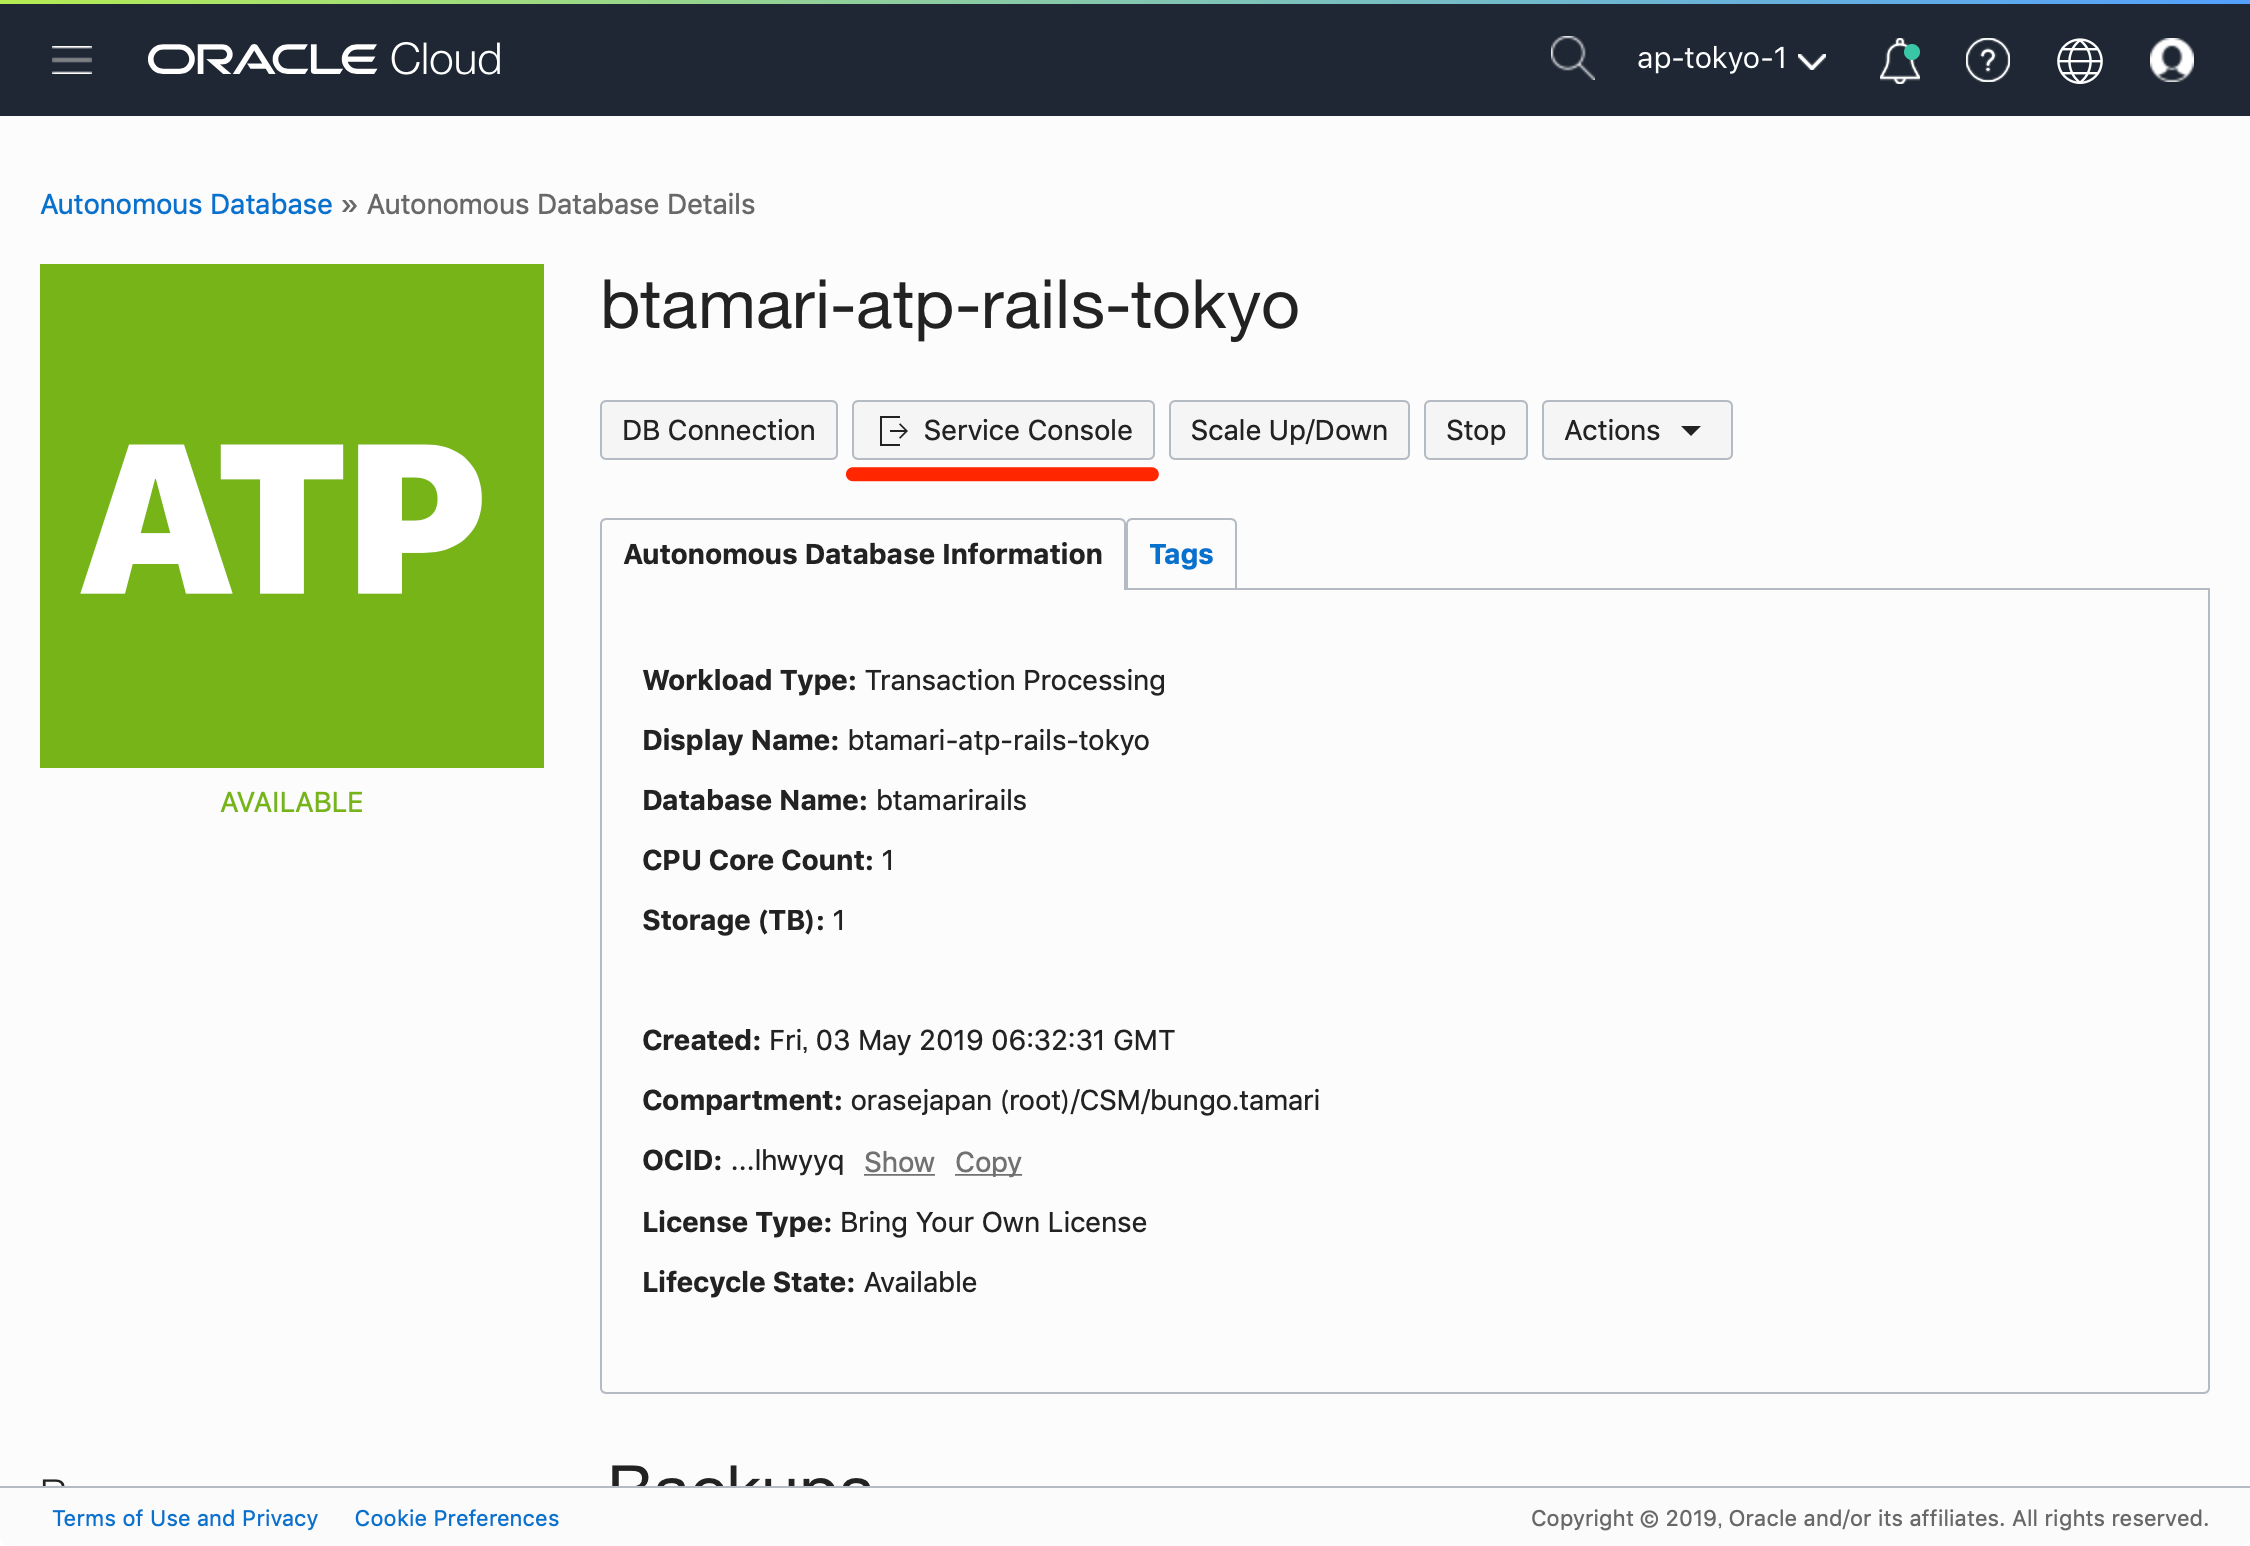 ORACLE Cloud
ap-tokyo-1
Autonomous Database » Autonomous Database Details
ATP
AVAILABLE
btamari-atp-rails-tokyo
DB Connection Service Console Scale Up/Down Stop Actions
Autonomous Database Information Tags
Workload Type: Transaction Processing
Display Name: btamari-atp-rails-tokyo
Database Name: btamarirails
CPU Core Count: 1
Storage (TB): 1
Created: Fri, 03 May 2019 06:32:31 GMT
Compartment: orasejapan (root)/CSM/bungo.tamari
OCID: ...lhwyyq Show Copy
License Type: Bring Your Own License
Lifecycle State: Available
Backups
Terms of Use and Privacy Cookie Preferences
Copyright © 2019, Oracle and/or its affiliates. All rights reserved.